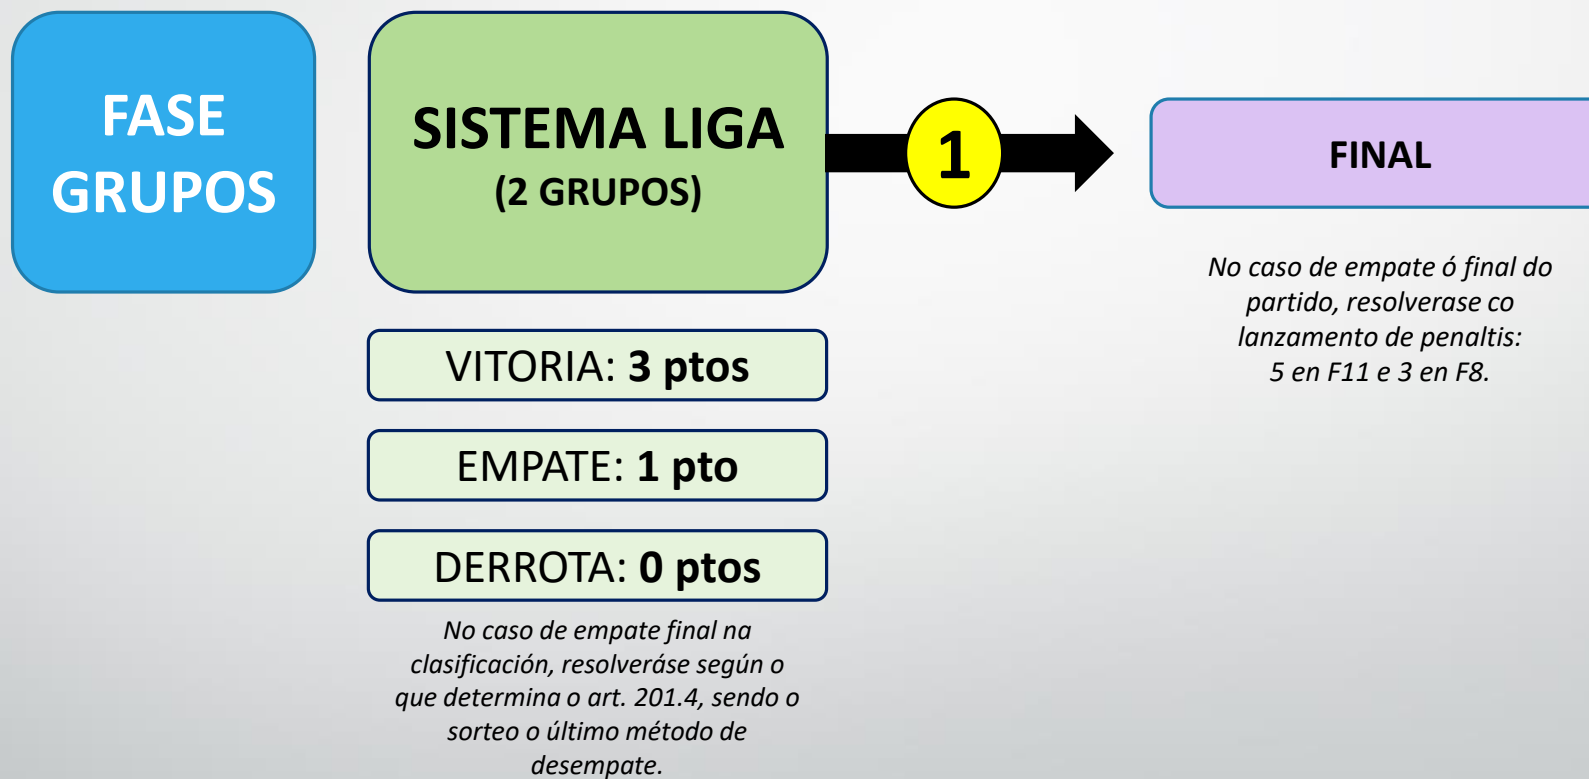 FASE
GRUPOS
SISTEMA LIGA
(2 GRUPOS)
1
FINAL
No caso de empate ó final do
partido, resolverase co
lanzamento de penaltis:
5 en F11 e 3 en F8.
VITORIA: 3 ptos
EMPATE: 1 pto
DERROTA: 0 ptos
No caso de empate final na
clasificación, resolveráse según o
que determina o art. 201.4, sendo o
sorteo o último método de
desempate.